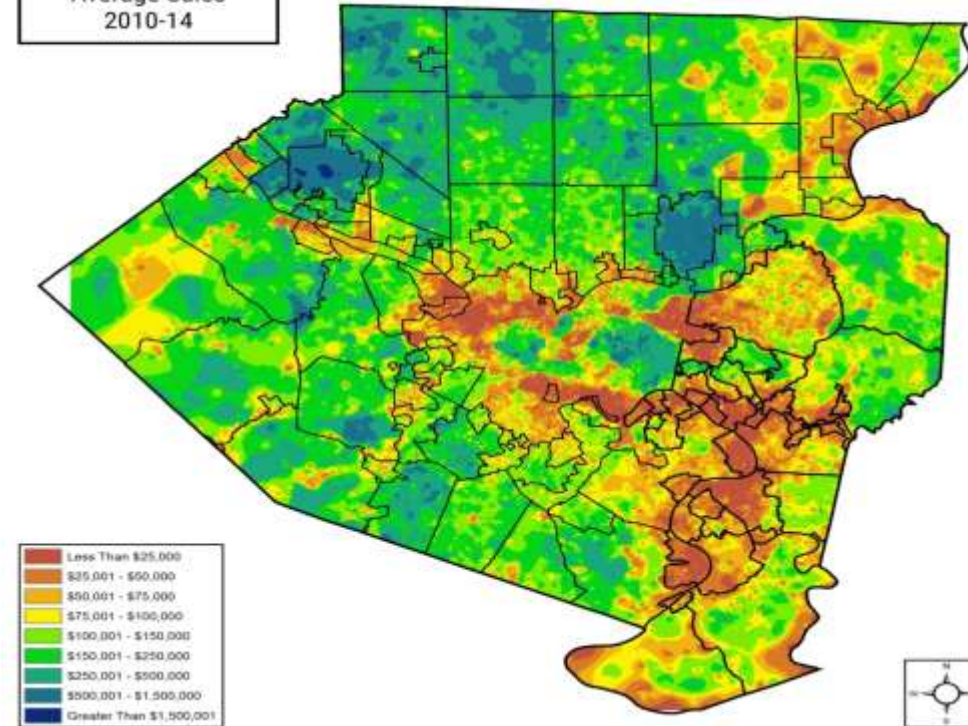 Average Sales
2010-14
Less Than $25,000
$25,001 - $50,000
$50,001 - $75,000
$75,001 - $100,000
$100,001 - $150,000
$150,001 - $250,000
$250,001 - $500,000
$500,001 - $1,500,000
Greater Than $1,500,001
N
S